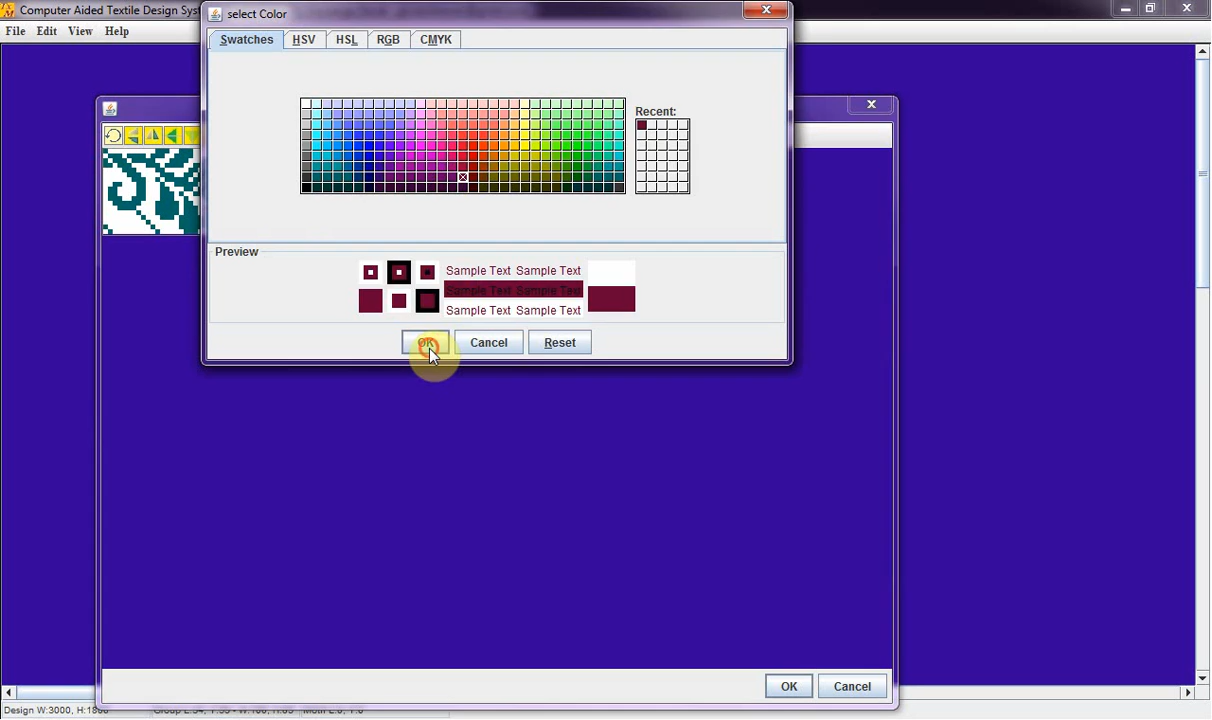 Computer Aided Textile Design Sys
select Color
File Edit View Help
Swatches HSV HSL RGB CMYK
Recent:
Preview
Sample Text Sample Text
Sample Text Sample Text
Sample Text Sample Text
OK Cancel Reset
OK Cancel
Design W:3000, H:1800